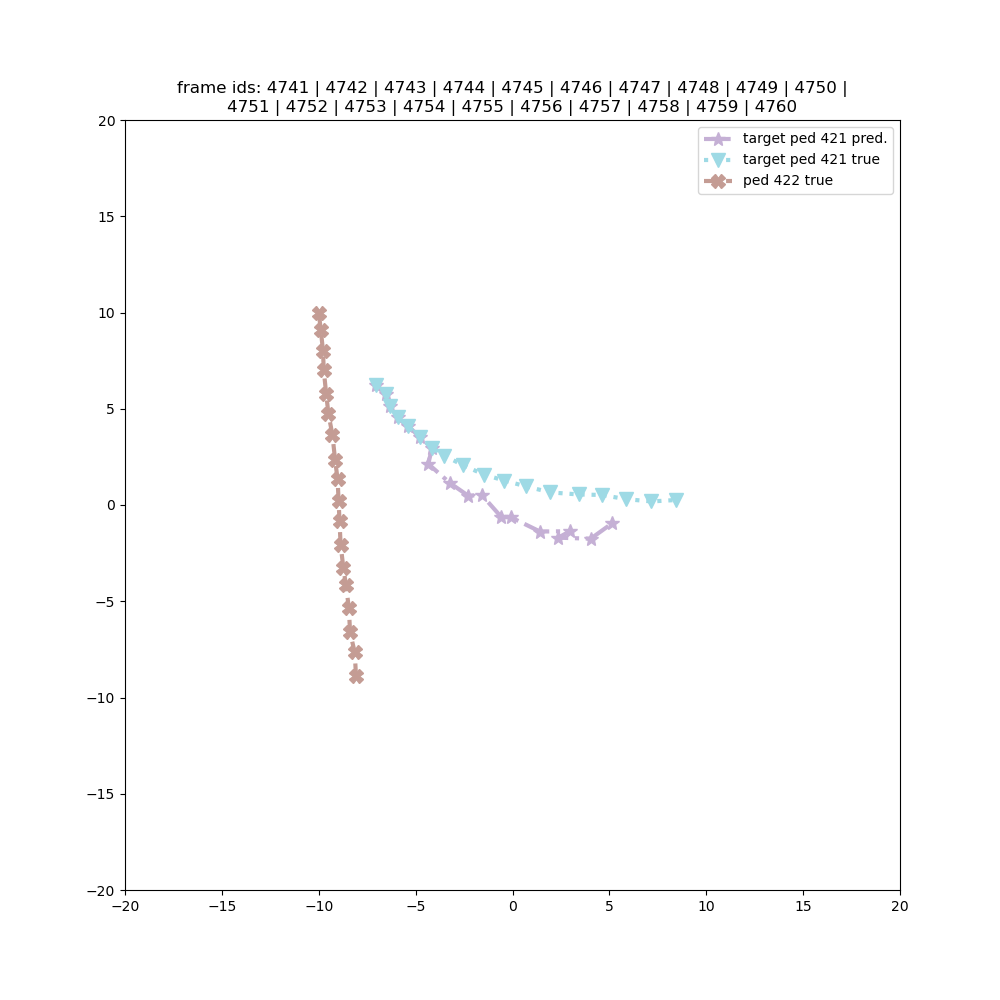 frame ids: 4741 | 4742 | 4743 | 4744 | 4745 | 4746 | 4747 | 4748 | 4749 | 4750 |
4751 | 4752 | 4753 | 4754 | 4755 | 4756 | 4757 | 4758 | 4759 | 4760
target ped 421 pred.
target ped 421 true
ped 422 true
20
15
10
5
0
−5
−10
−15
−20
−20 −15 −10 −5 0 5 10 15 20